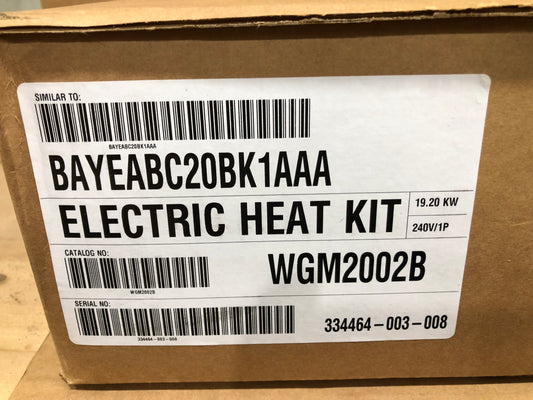 SIMILAR TO:
BAYEABC20BK1AAA
BAYEABC20BK1AAA
ELECTRIC HEAT KIT
19.20 KW
240V/1P
CATALOG NO:
WGM2002B
WGM2002B
SERIAL NO:
334464-003-008
334464-003-008